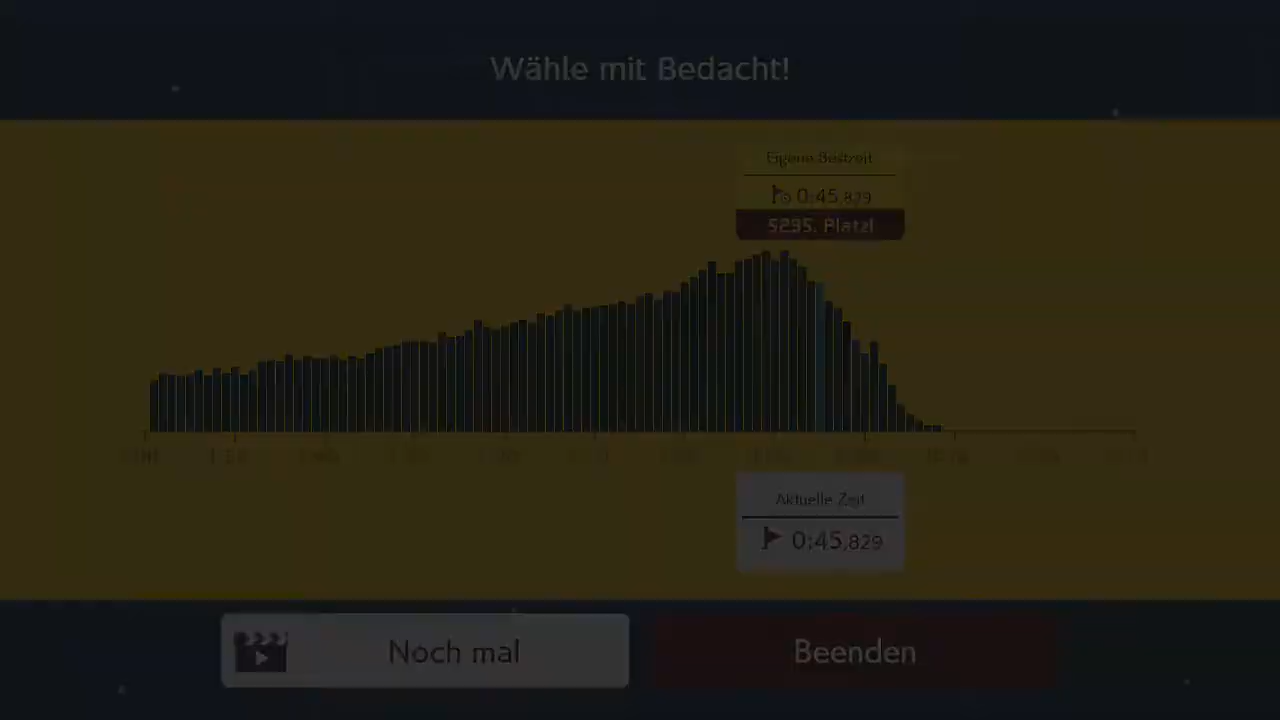 Wähle mit Bedacht!
Eigene Bestzeit
0:45,829
5235. Platz!
Aktuelle Zeit
0:45,829
Noch mal
Beenden